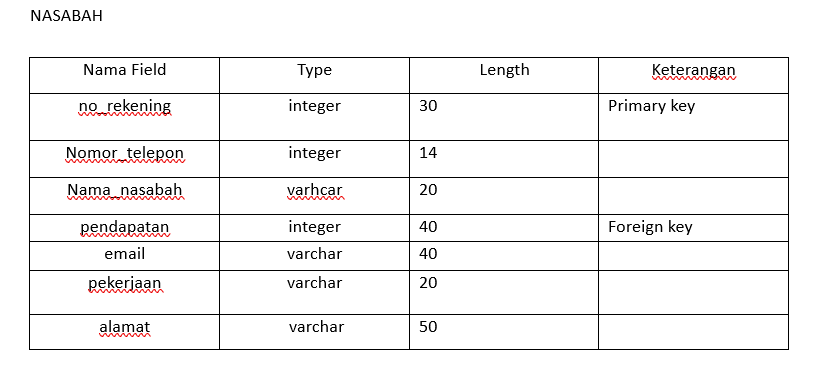 NASABAH
Nama Field Type Length Keterangan
no_rekening integer 30 Primary key
Nomor_telepon integer 14
Nama_nasabah varhcar 20
pendapatan integer 40 Foreign key
email varchar 40
pekerjaan varchar 20
alamat varchar 50